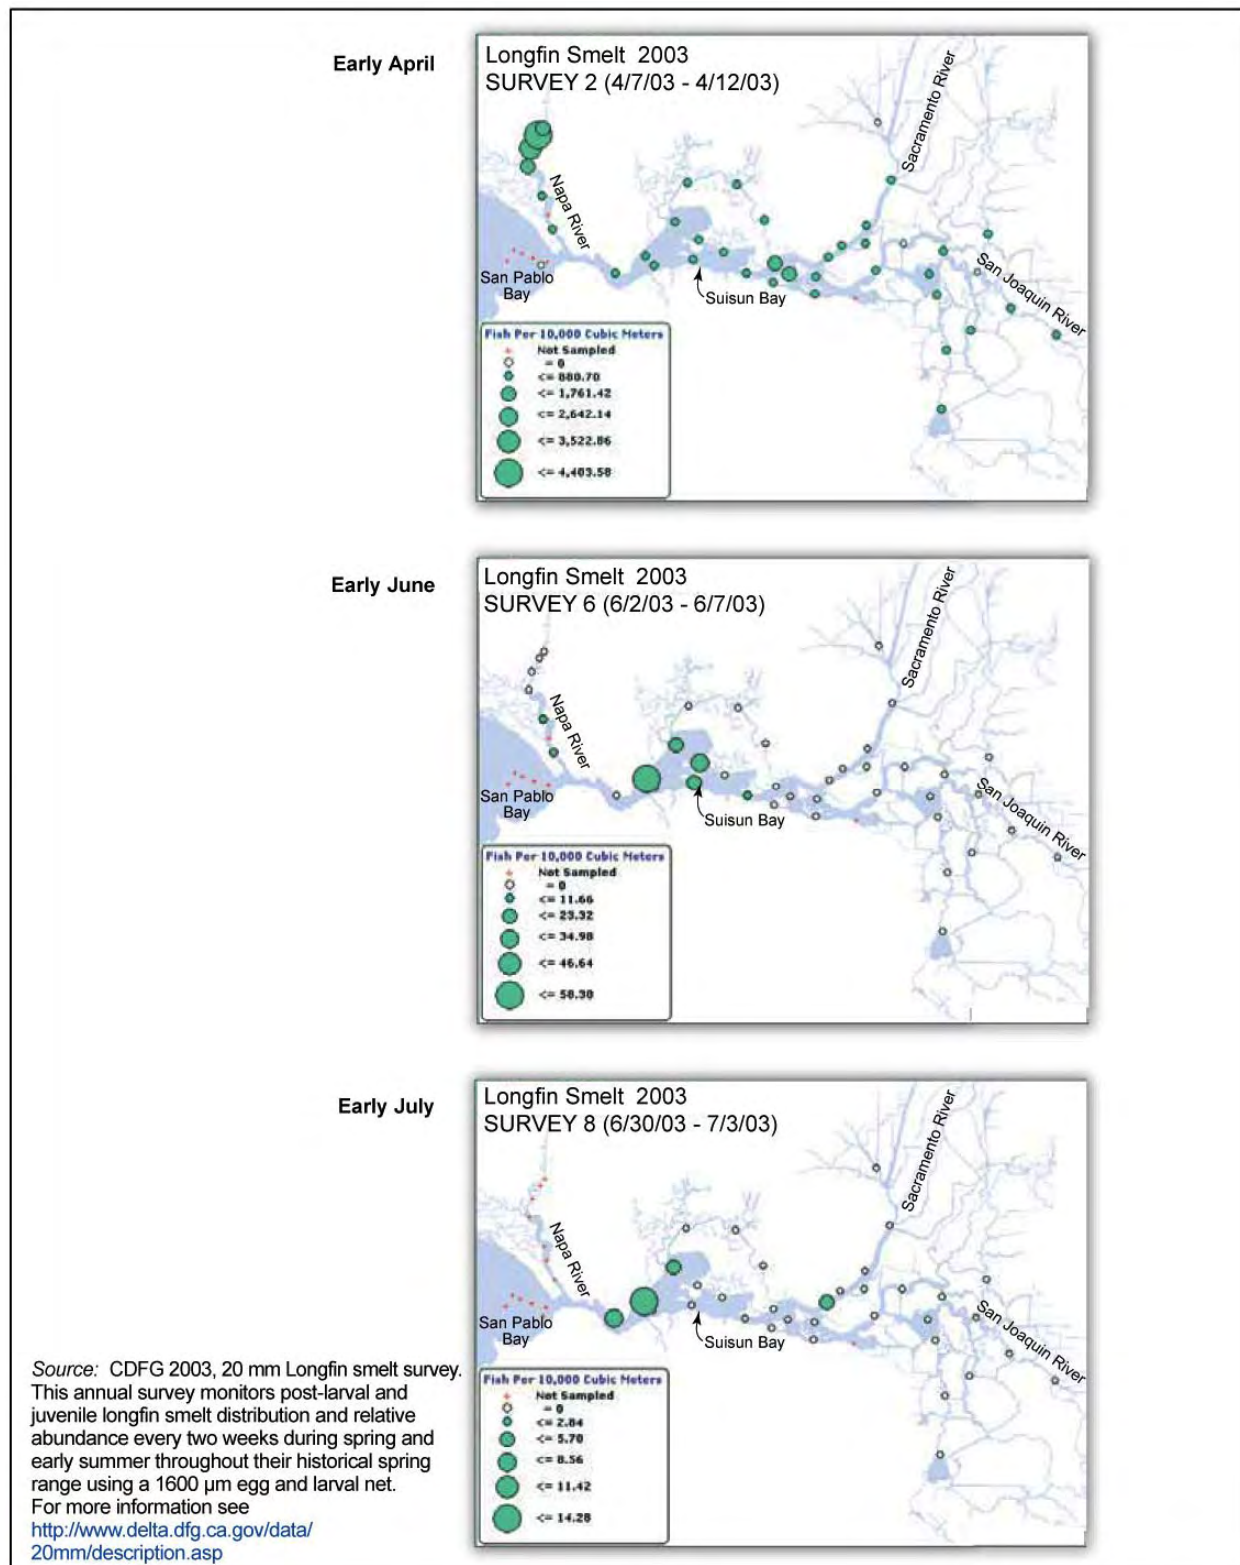 Early April
Longfin Smelt 2003
SURVEY 2 (4/7/03 - 4/12/03)
Sacramento River
Napa River
San Pablo
Bay
Suisun Bay
San Joaquin River
Fish Per 10,000 Cubic Meters
Not Sampled
= 0
<= 880.70
<= 1,761.42
<= 2,642.14
<= 3,522.86
<= 4,403.58
Early June
Longfin Smelt 2003
SURVEY 6 (6/2/03 - 6/7/03)
Sacramento River
Napa River
San Pablo
Bay
Suisun Bay
San Joaquin River
Fish Per 10,000 Cubic Meters
Not Sampled
= 0
<= 11.66
<= 23.32
<= 34.98
<= 46.64
<= 58.30
Early July
Longfin Smelt 2003
SURVEY 8 (6/30/03 - 7/3/03)
Sacramento River
Napa River
San Pablo
Bay
Suisun Bay
San Joaquin River
Fish Per 10,000 Cubic Meters
Not Sampled
= 0
<= 2.84
<= 5.70
<= 8.56
<= 11.42
<= 14.28
Source: CDFG 2003, 20 mm Longfin smelt survey.
This annual survey monitors post-larval and
juvenile longfin smelt distribution and relative
abundance every two weeks during spring and
early summer throughout their historical spring
range using a 1600 µm egg and larval net.
For more information see
http://www.delta.dfg.ca.gov/data/
20mm/description.asp